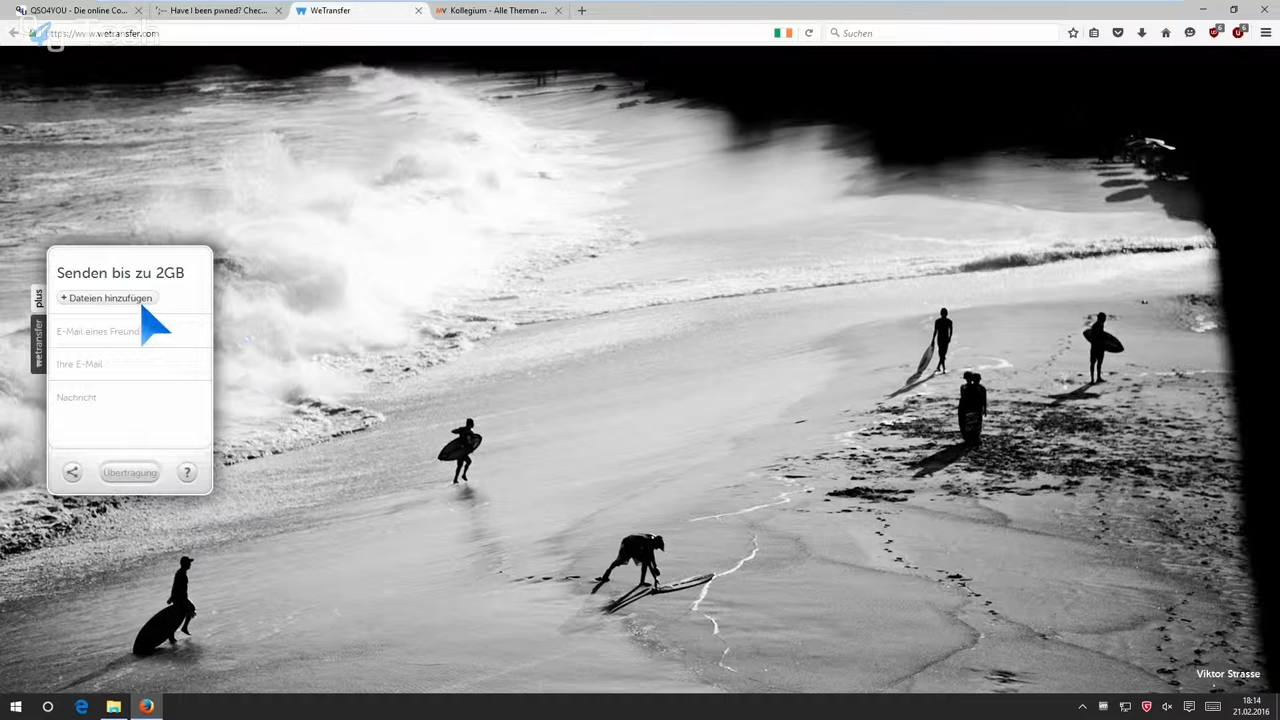 QSO4YOU - Die online Co...
Have I been pwned? Chec...
WeTransfer
Kollegium - Alle Themen ...
https://www.wetransfer.com
Suchen
6
6
Senden bis zu 2GB
+ Dateien hinzufügen
plus
wetransfer
E-Mail eines Freund
Ihre E-Mail
Nachricht
Übertragung
?
Viktor Strasse
18:14
21.02.2016